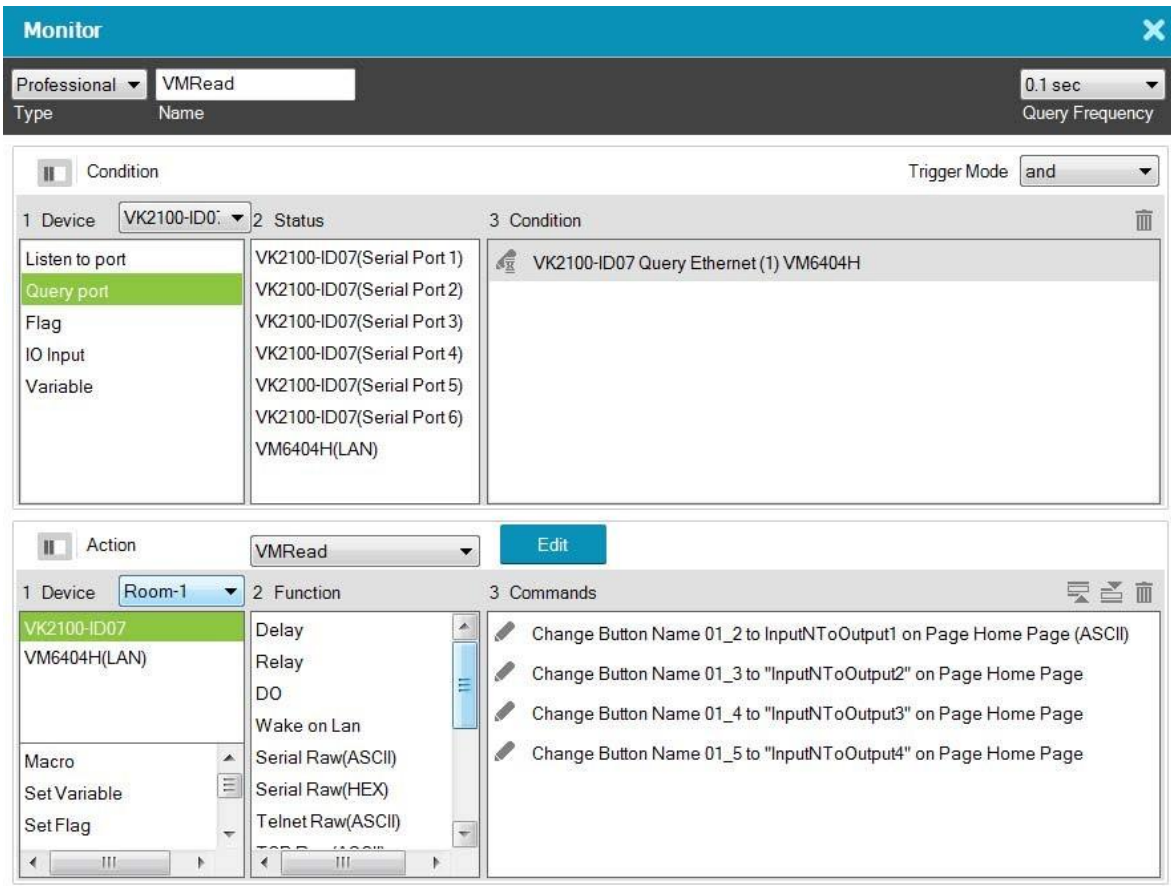 Monitor
Professional VMRead 0.1 sec
Type Name Query Frequency
Condition Trigger Mode and
1 Device VK2100-ID07 2 Status 3 Condition
Listen to port
Query port
Flag
IO Input
Variable
VK2100-ID07(Serial Port 1)
VK2100-ID07(Serial Port 2)
VK2100-ID07(Serial Port 3)
VK2100-ID07(Serial Port 4)
VK2100-ID07(Serial Port 5)
VK2100-ID07(Serial Port 6)
VM6404H(LAN)
VK2100-ID07 Query Ethernet (1) VM6404H
Action VMRead Edit
1 Device Room-1 2 Function 3 Commands
VK2100-ID07
VM6404H(LAN)
Macro
Set Variable
Set Flag
Delay
Relay
DO
Wake on Lan
Serial Raw(ASCII)
Serial Raw(HEX)
Telnet Raw(ASCII)
Change Button Name 01_2 to InputNToOutput1 on Page Home Page (ASCII)
Change Button Name 01_3 to "InputNToOutput2" on Page Home Page
Change Button Name 01_4 to "InputNToOutput3" on Page Home Page
Change Button Name 01_5 to "InputNToOutput4" on Page Home Page